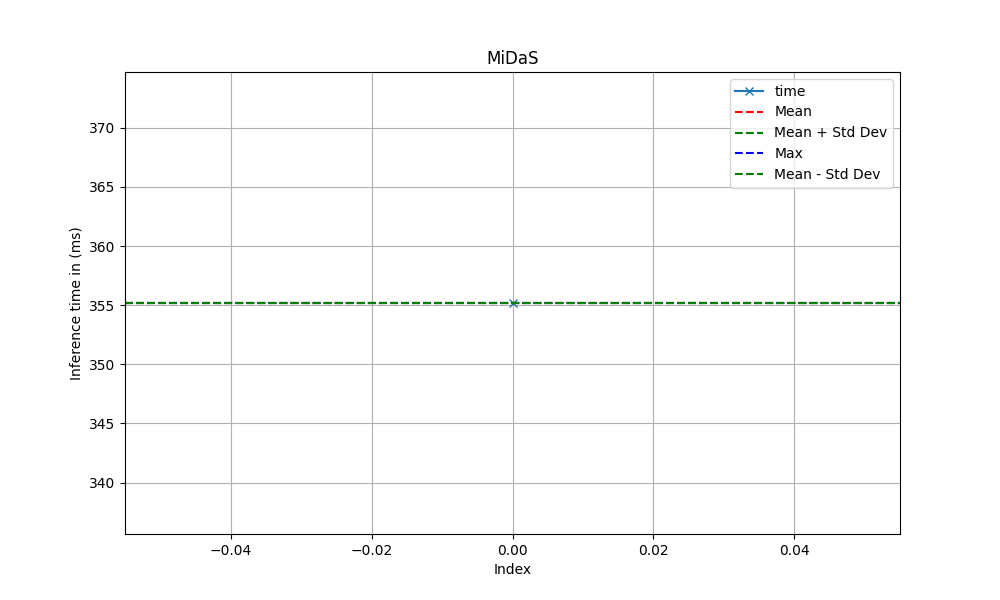 MiDaS
time
Mean
Mean + Std Dev
Max
Mean - Std Dev
370
365
360
355
350
345
340
Inference time in (ms)
−0.04
−0.02
0.00
0.02
0.04
Index